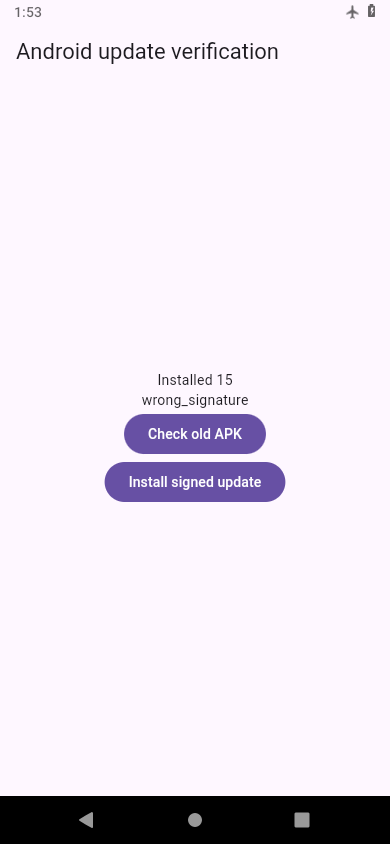 1:53
Android update verification
Installed 15
wrong_signature
Check old APK
Install signed update